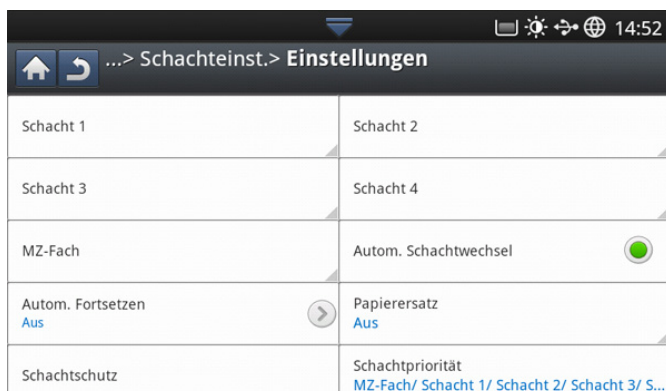 14:52
...> Schachteinst.> Einstellungen
Schacht 1
Schacht 2
Schacht 3
Schacht 4
MZ-Fach
Autom. Schachtwechsel
Autom. Fortsetzen
Aus
Papierersatz
Aus
Schachtschutz
Schachtpriorität
MZ-Fach/ Schacht 1/ Schacht 2/ Schacht 3/ S...